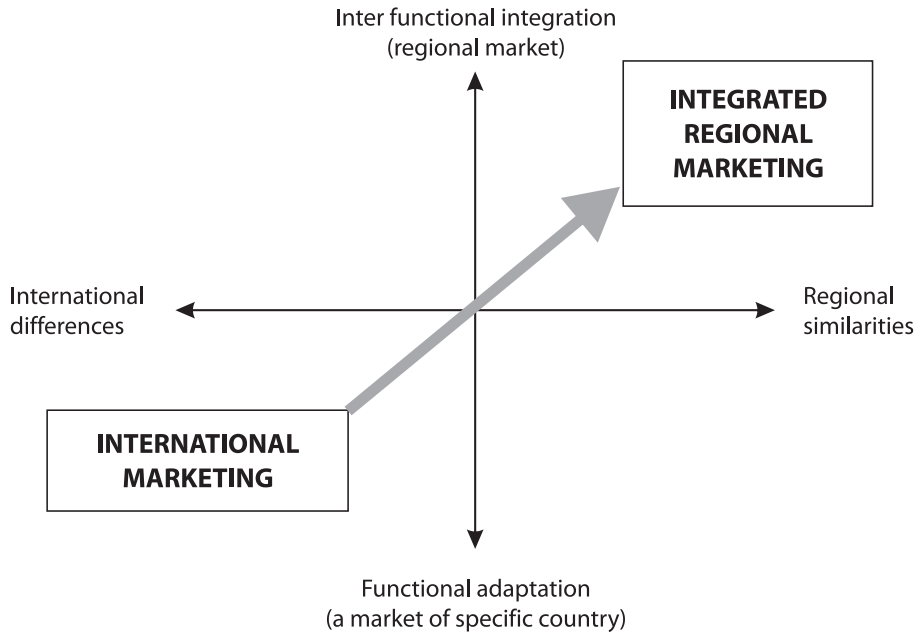 Inter functional integration
(regional market)
INTEGRATED
REGIONAL
MARKETING
International
differences
Regional
similarities
INTERNATIONAL
MARKETING
Functional adaptation
(a market of specific country)